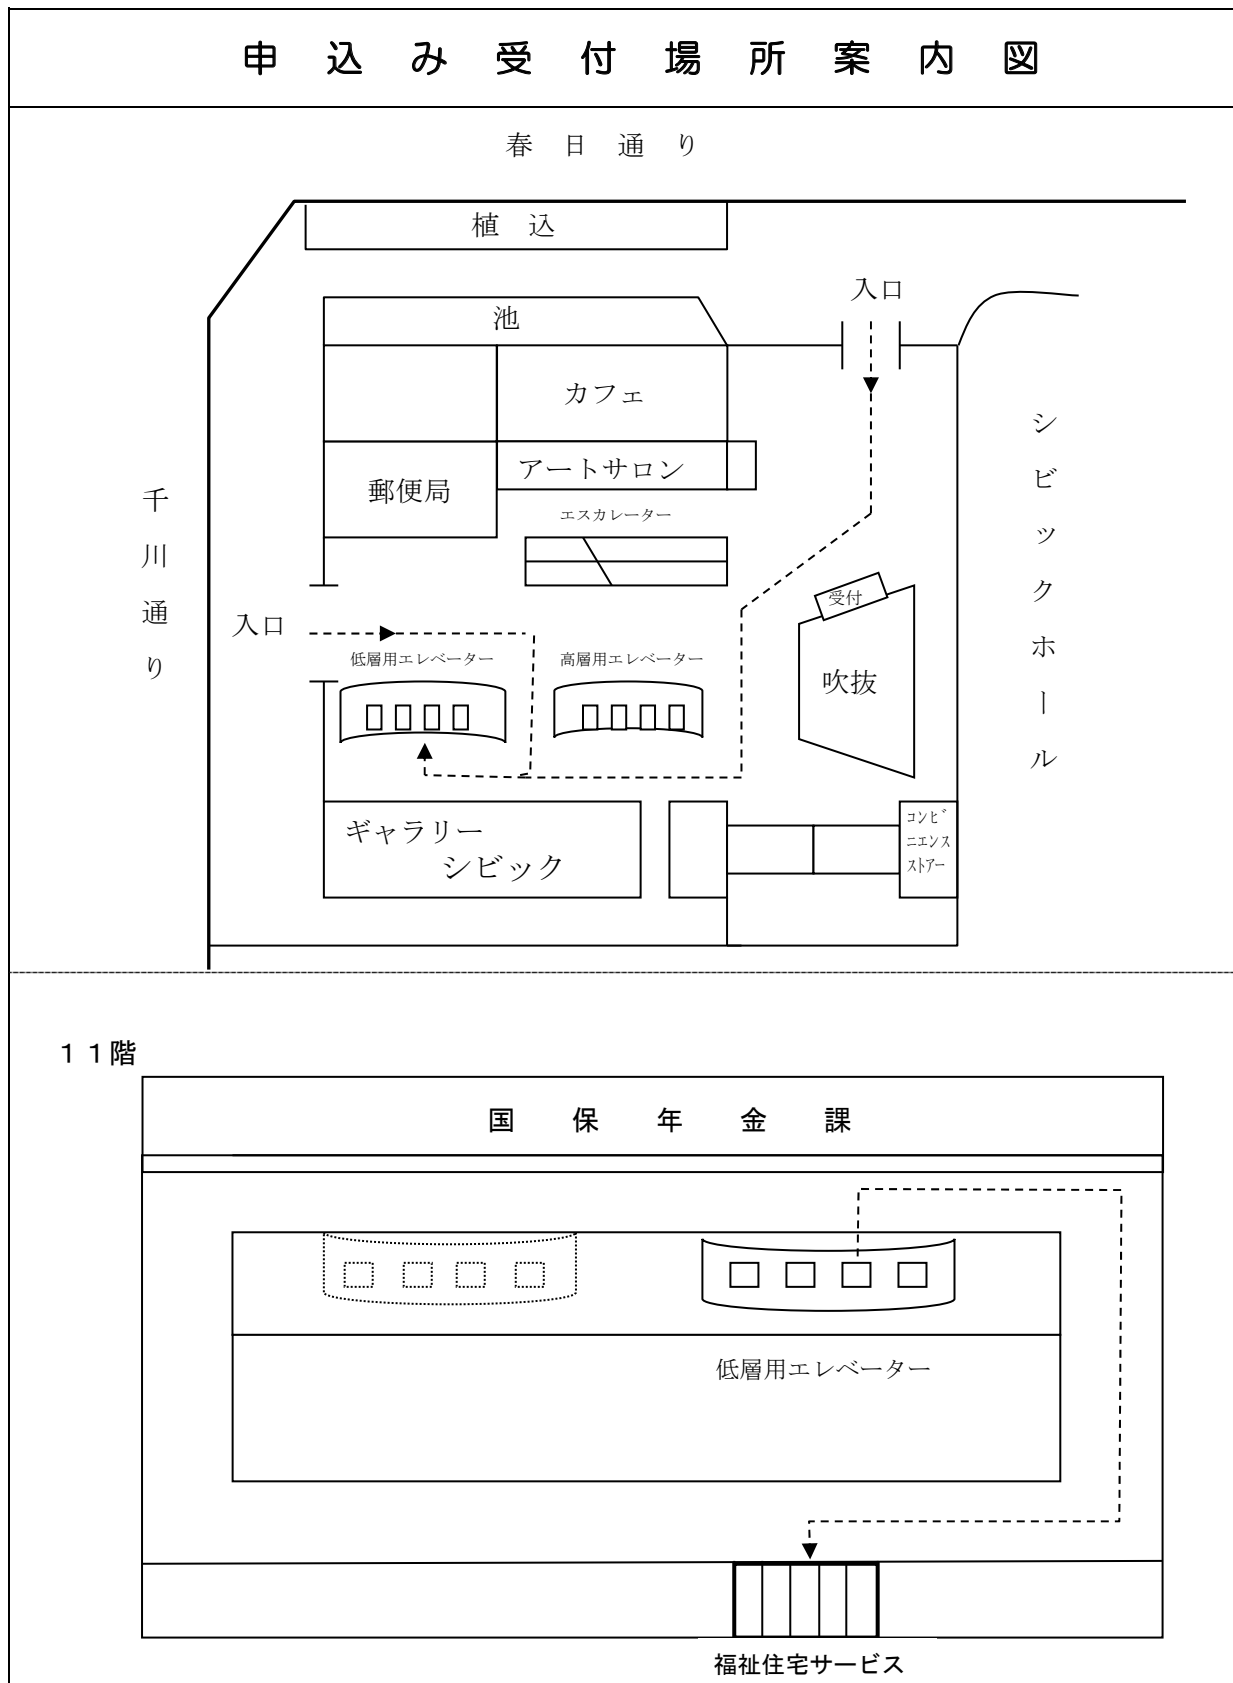 申込み受付場所案内図
春日通り
植込
入口
池
カフェ
シビックホール
アートサロン
郵便局
千川通り
エスカレーター
受付
入口
低層用エレベーター
高層用エレベーター
吹抜
ギャラリー
シビック
コンビ
ニエンス
ストアー
11階
国保年金課
低層用エレベーター
福祉住宅サービス